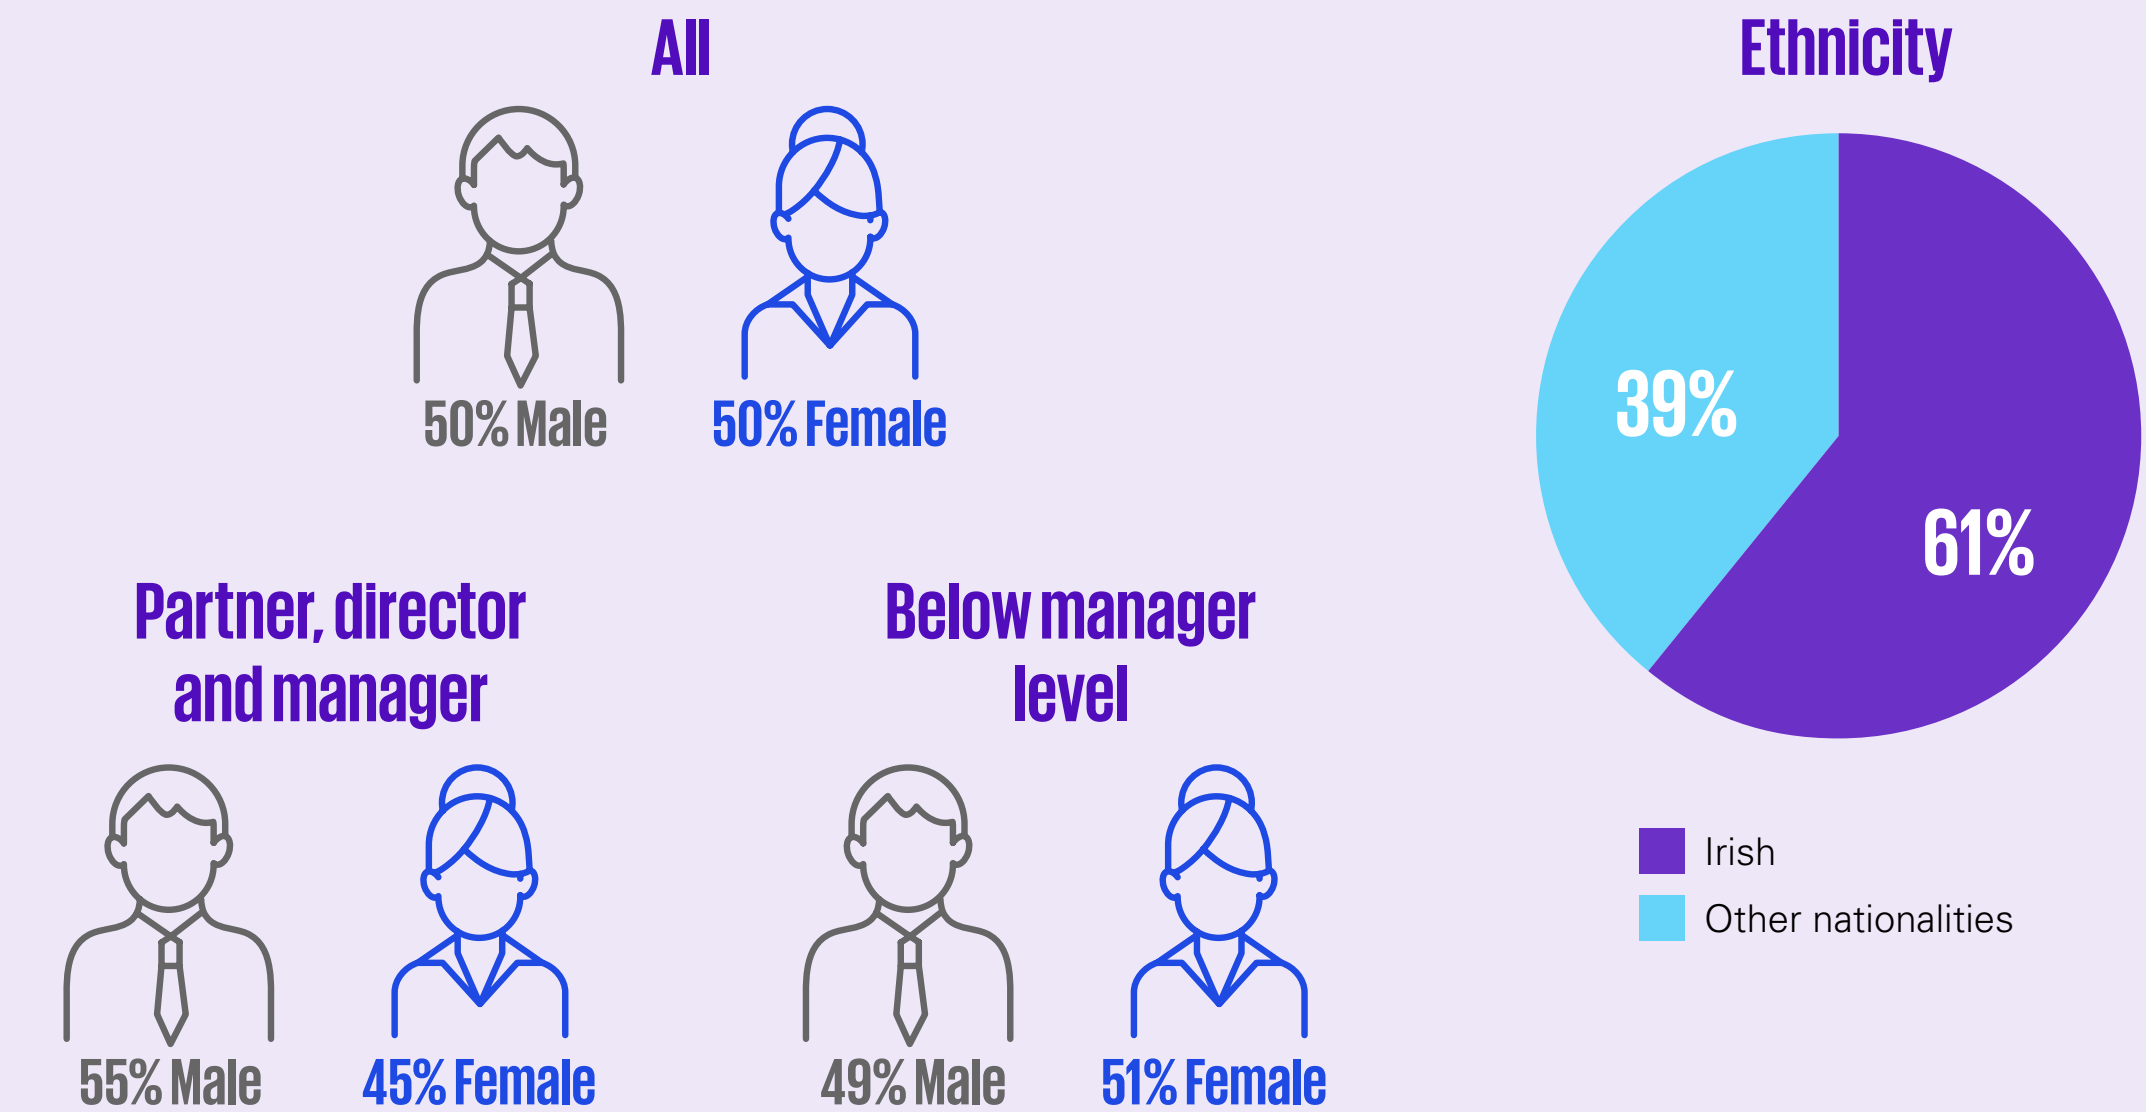 All
50% Male
50% Female
Partner, director
and manager
55% Male
45% Female
Below manager
level
49% Male
51% Female
Ethnicity
39%
61%
Irish
Other nationalities